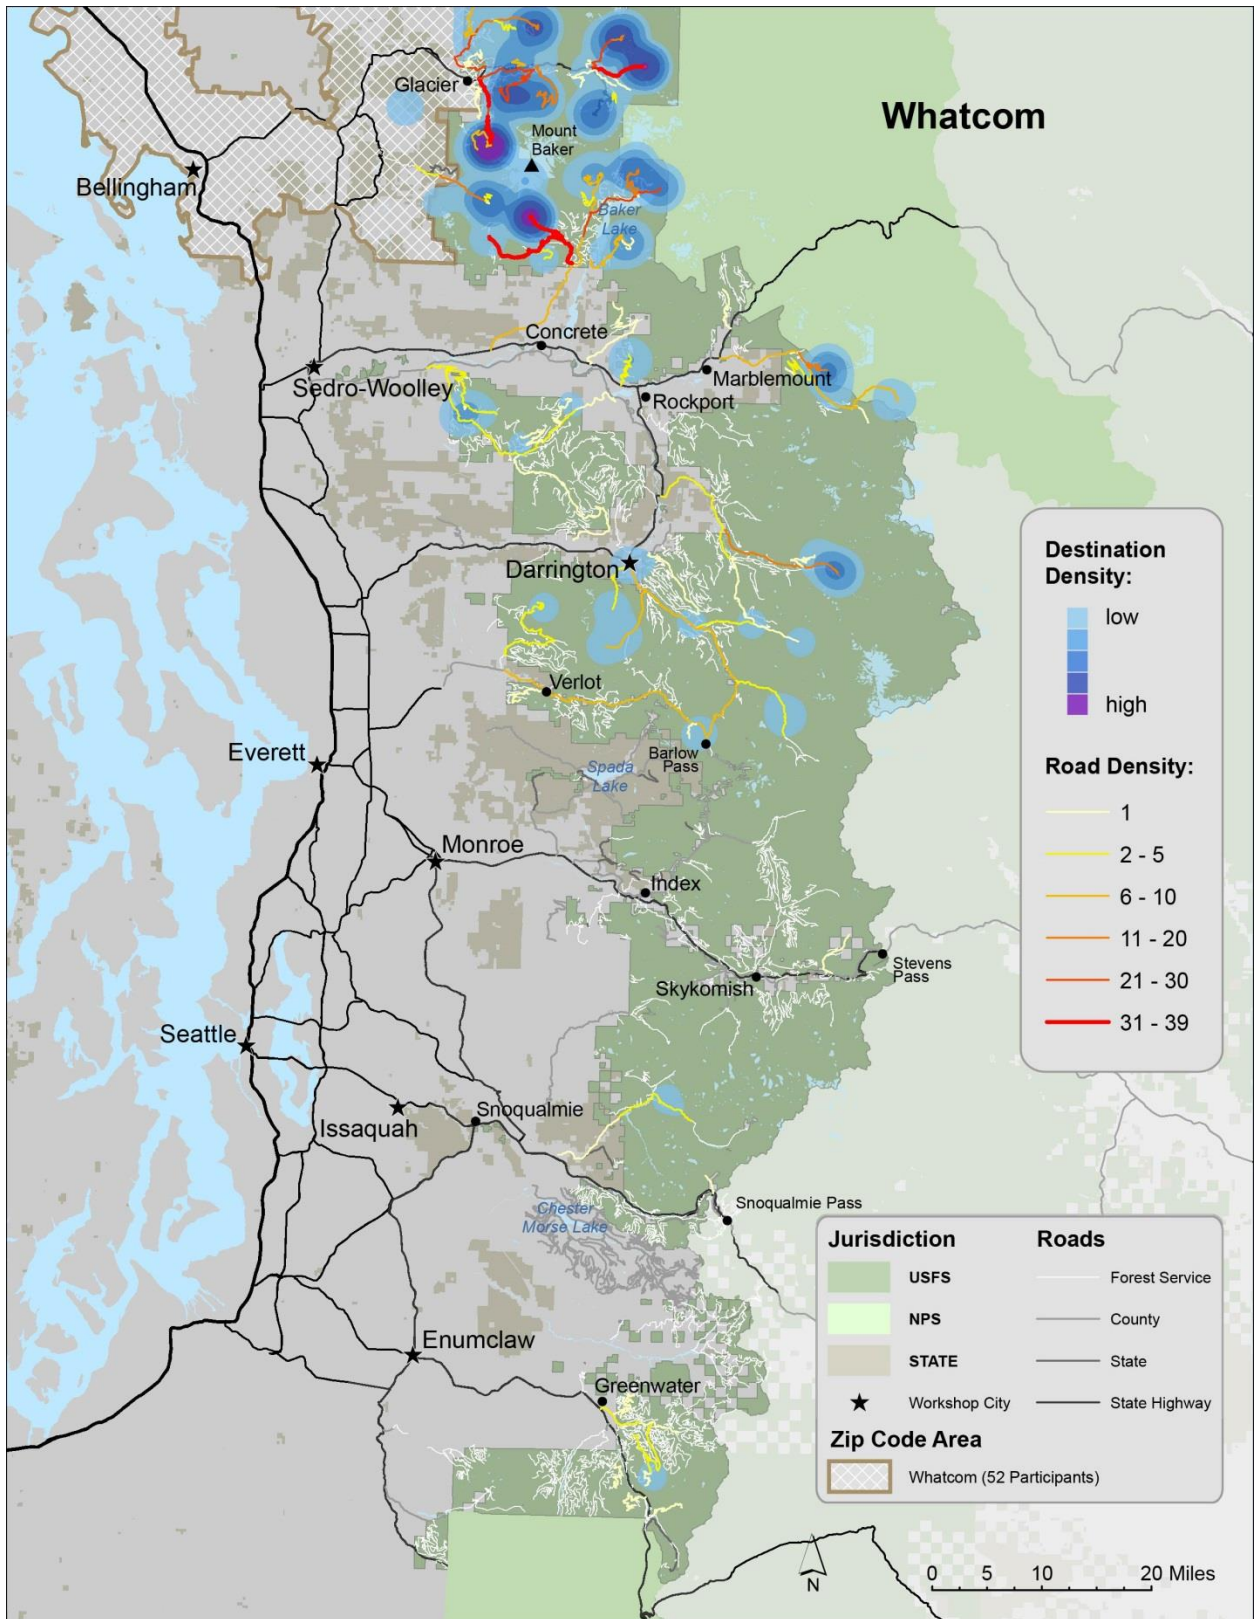 Whatcom
Glacier
Mount
Baker
Bellingham
Baker
Lake
Concrete
Sedro-Woolley
Marblemount
Rockport
Darrington
Verlot
Barlow
Pass
Everett
Spada
Lake
Monroe
Index
Stevens
Pass
Skykomish
Seattle
Issaquah
Snoqualmie
Snoqualmie Pass
Chester
Morse Lake
Enumclaw
Greenwater
Destination
Density:
low
high
Road Density:
1
2 - 5
6 - 10
11 - 20
21 - 30
31 - 39
Jurisdiction
USFS
NPS
STATE
Workshop City
Roads
Forest Service
County
State
State Highway
Zip Code Area
Whatcom (52 Participants)
N
0 5 10 20 Miles